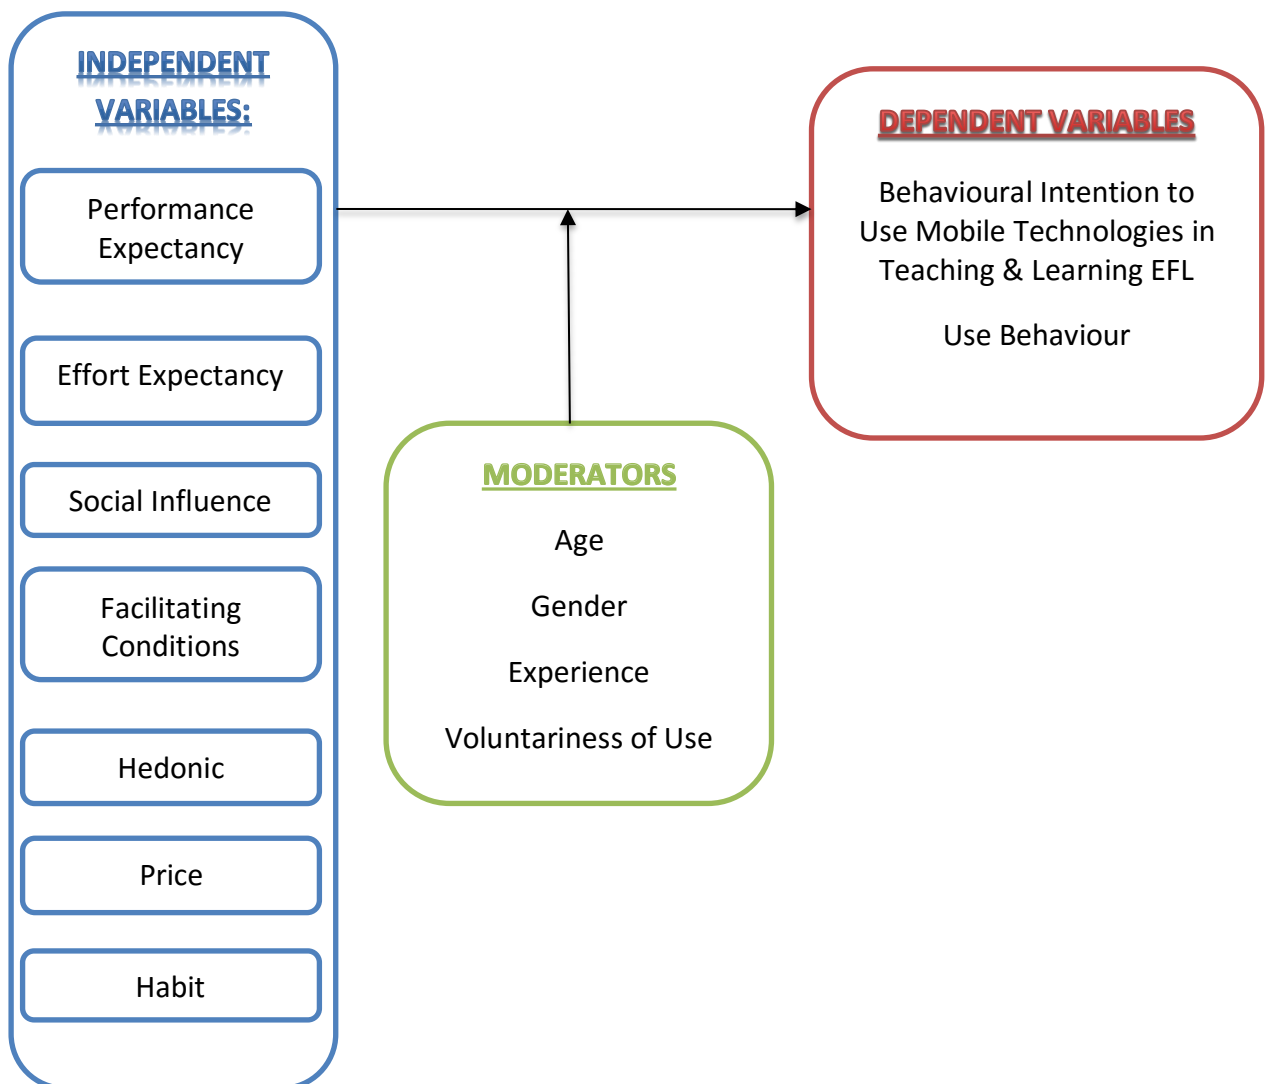 INDEPENDENT
VARIABLES:
Performance
Expectancy
Effort Expectancy
Social Influence
Facilitating
Conditions
Hedonic
Price
Habit
MODERATORS
Age
Gender
Experience
Voluntariness of Use
DEPENDENT VARIABLES
Behavioural Intention to
Use Mobile Technologies in
Teaching & Learning EFL
Use Behaviour